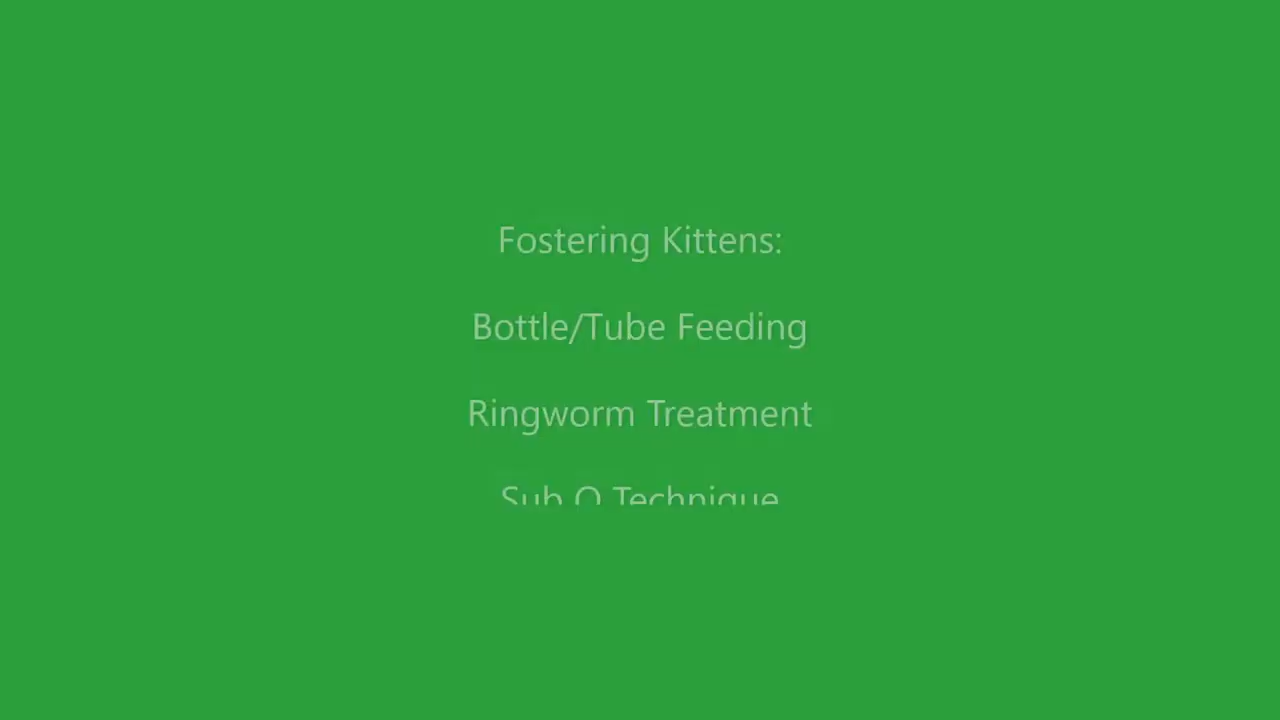 Fostering Kittens:
Bottle/Tube Feeding
Ringworm Treatment
Sub Q Technique